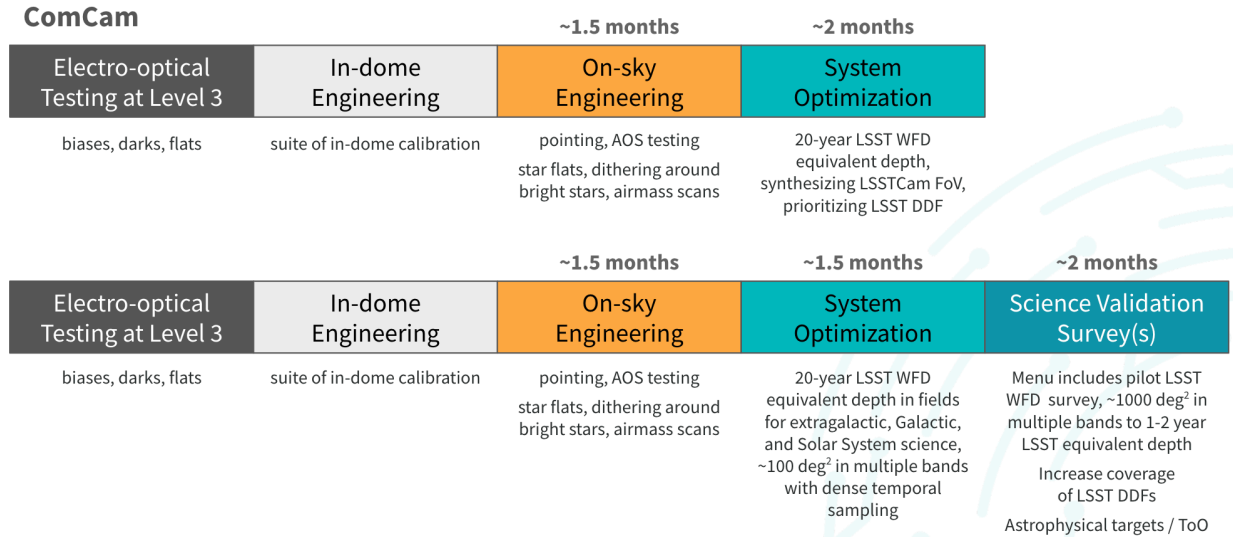 ComCam
~1.5 months
~2 months
Electro-optical
Testing at Level 3
In-dome
Engineering
On-sky
Engineering
System
Optimization
biases, darks, flats
suite of in-dome calibration
pointing, AOS testing
star flats, dithering around
bright stars, airmass scans
20-year LSST WFD
equivalent depth,
synthesizing LSSTCam FoV,
prioritizing LSST DDF
~1.5 months
~1.5 months
~2 months
Electro-optical
Testing at Level 3
In-dome
Engineering
On-sky
Engineering
System
Optimization
Science Validation
Survey(s)
biases, darks, flats
suite of in-dome calibration
pointing, AOS testing
star flats, dithering around
bright stars, airmass scans
20-year LSST WFD
equivalent depth in fields
for extragalactic, Galactic,
and Solar System science,
~100 deg² in multiple bands
with dense temporal
sampling
Menu includes pilot LSST
WFD survey, ~1000 deg² in
multiple bands to 1-2 year
LSST equivalent depth
Increase coverage
of LSST DDFs
Astrophysical targets / ToO